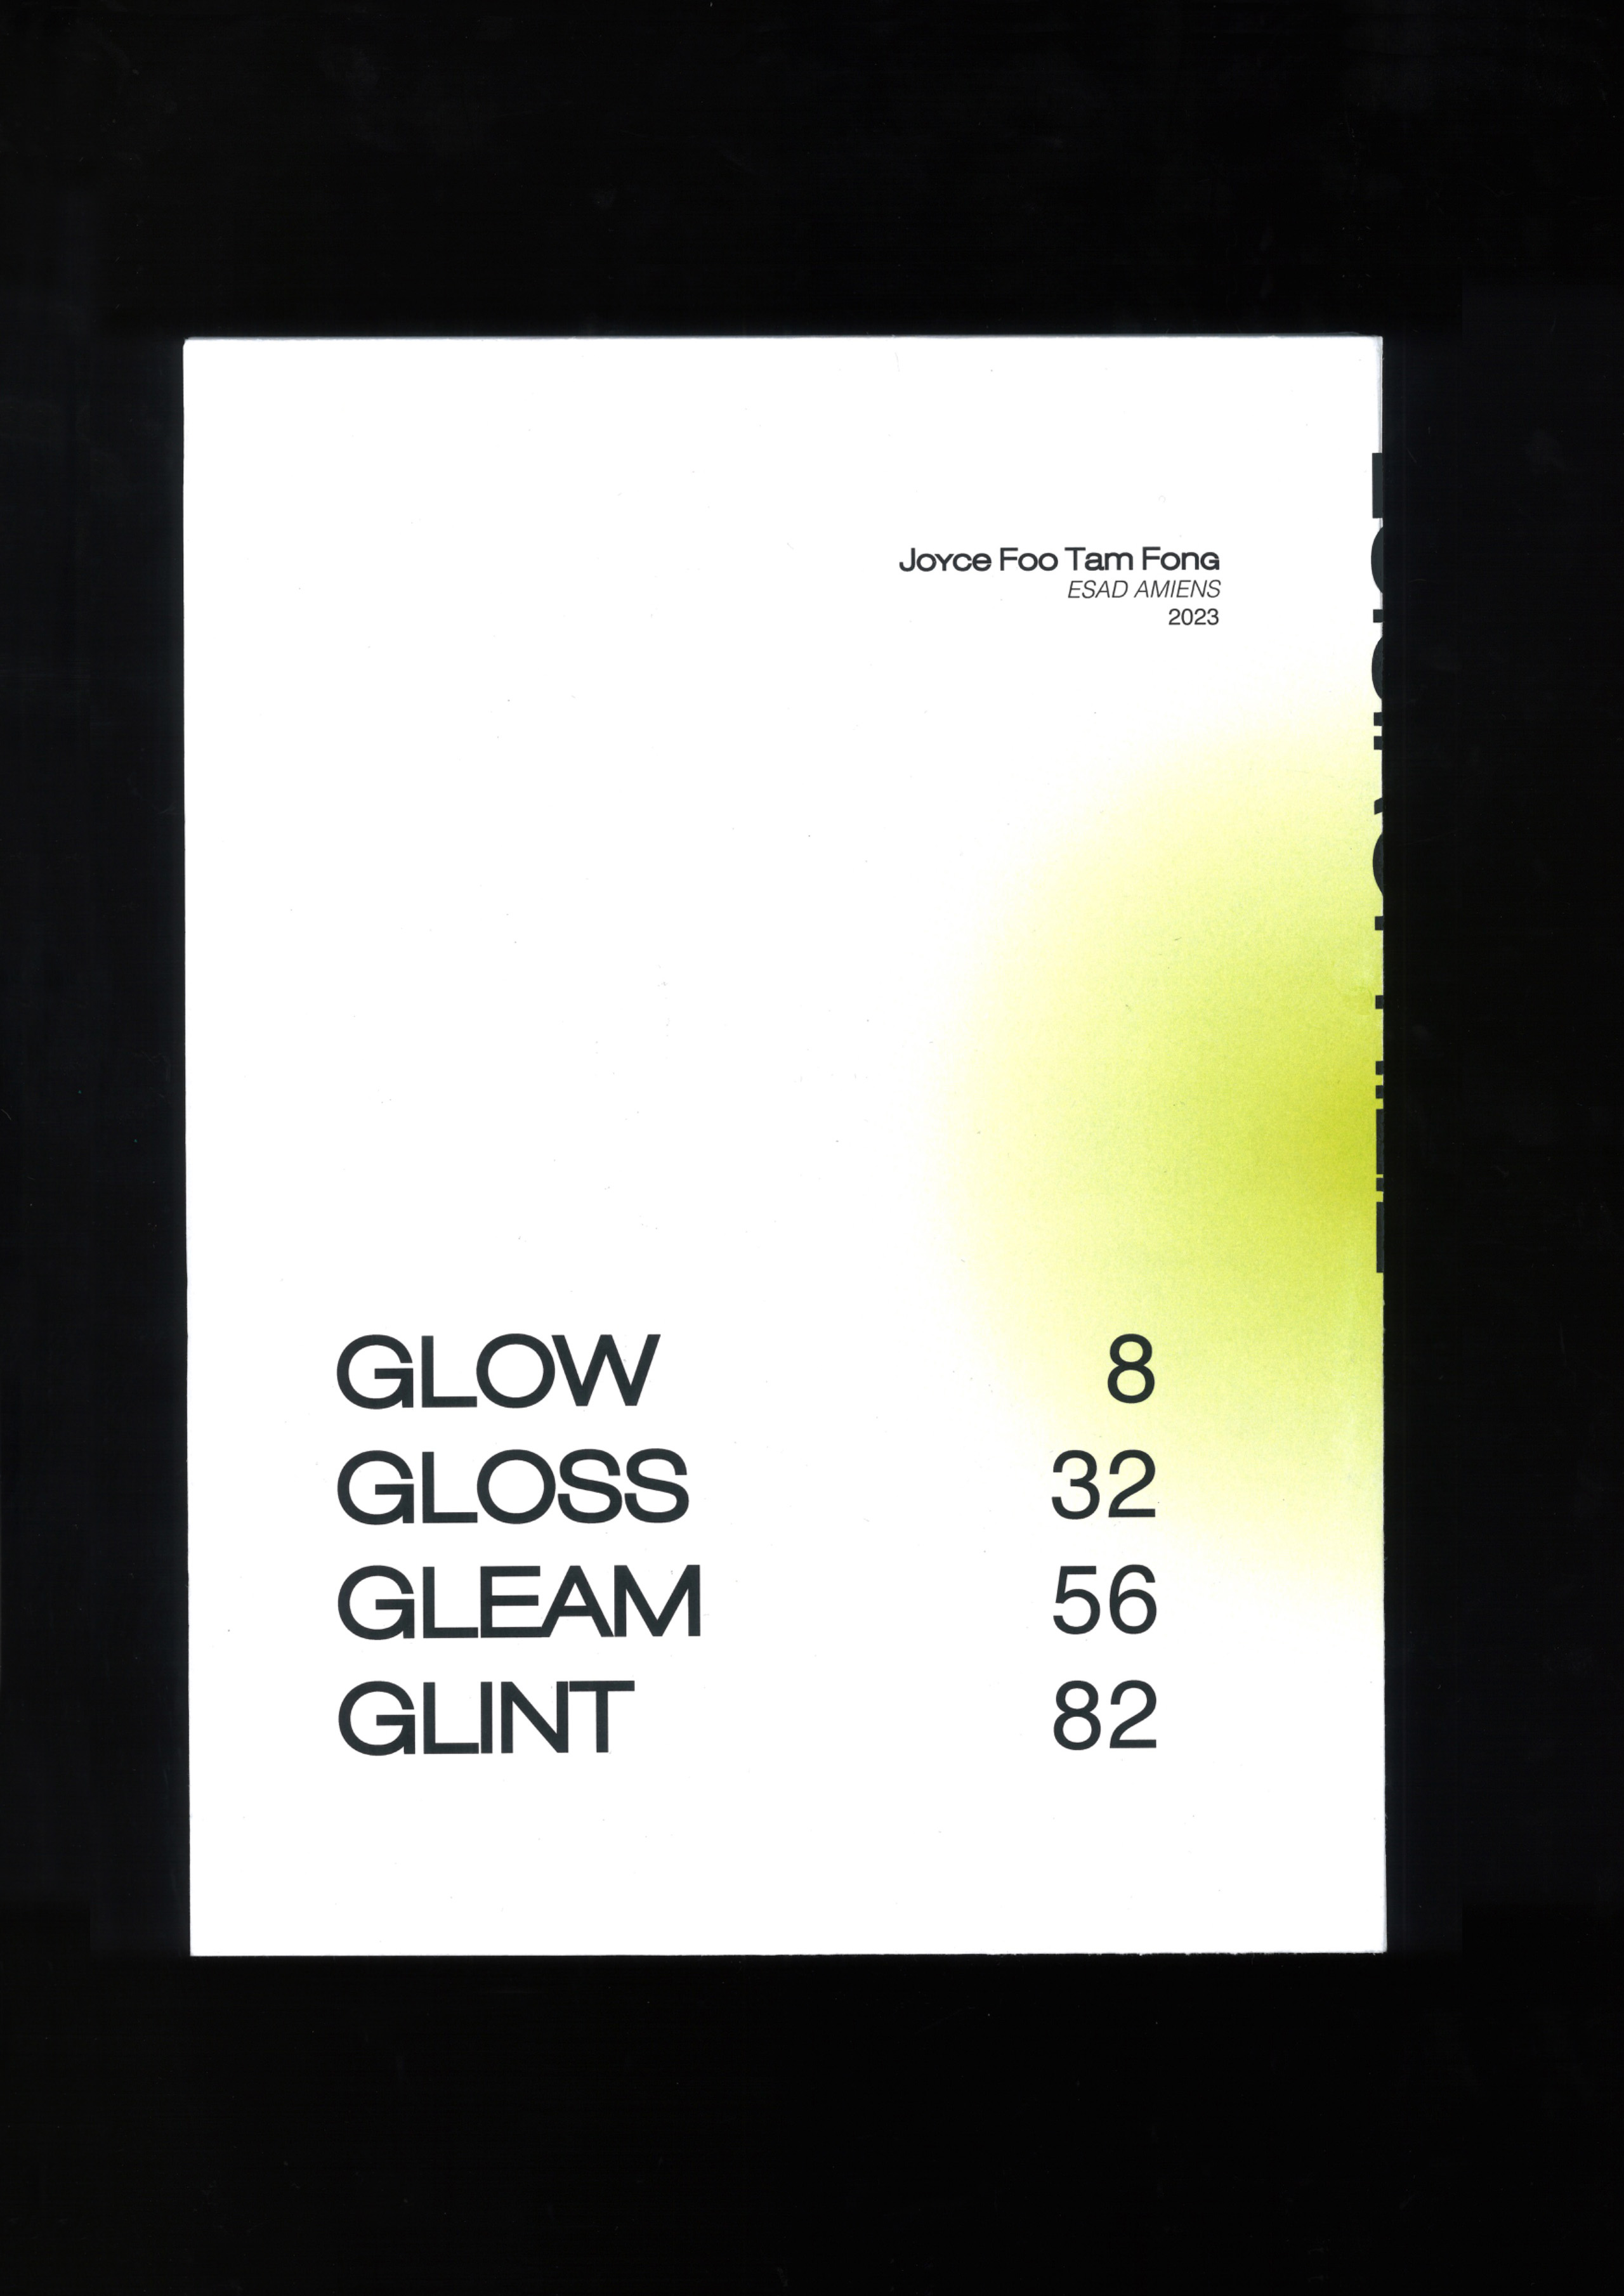 Joyce Foo Tam Fong
ESAD AMIENS
2023
GLOW 8
GLOSS 32
GLEAM 56
GLINT 82